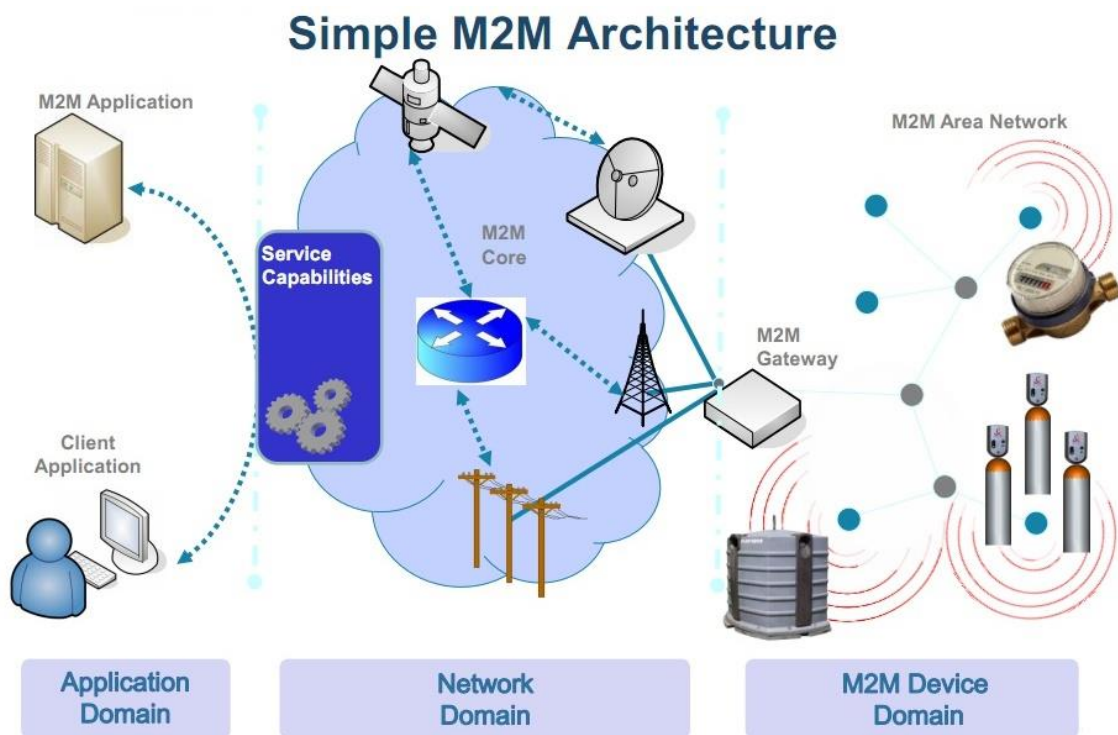 Simple M2M Architecture
M2M Application
M2M Area Network
Service
Capabilities
M2M
Core
M2M
Gateway
Client
Application
Application
Domain
Network
Domain
M2M Device
Domain